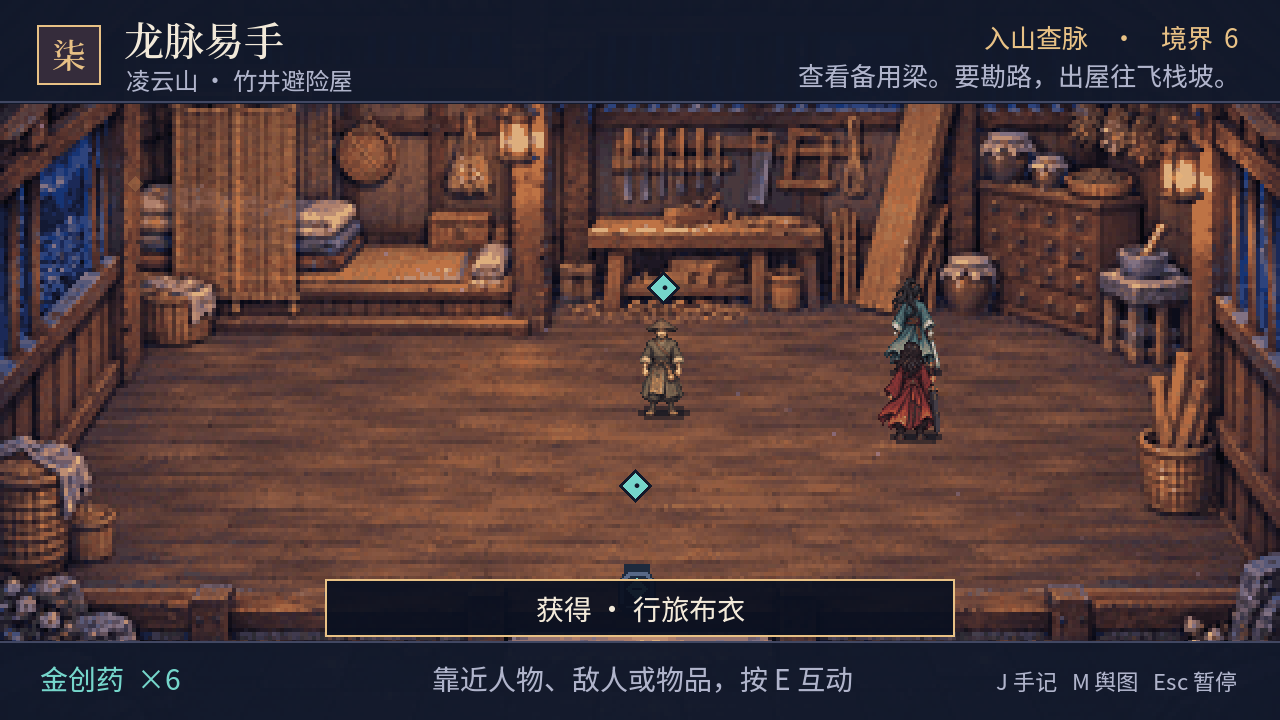 柒
龙脉易手
凌云山 · 竹井避险屋
入山查脉 · 境界 6
查看备用梁。要勘路，出屋往飞栈坡。
获得 · 行旅布衣
金创药 ×6
靠近人物、敌人或物品，按 E 互动
J 手记 M 舆图 Esc 暂停